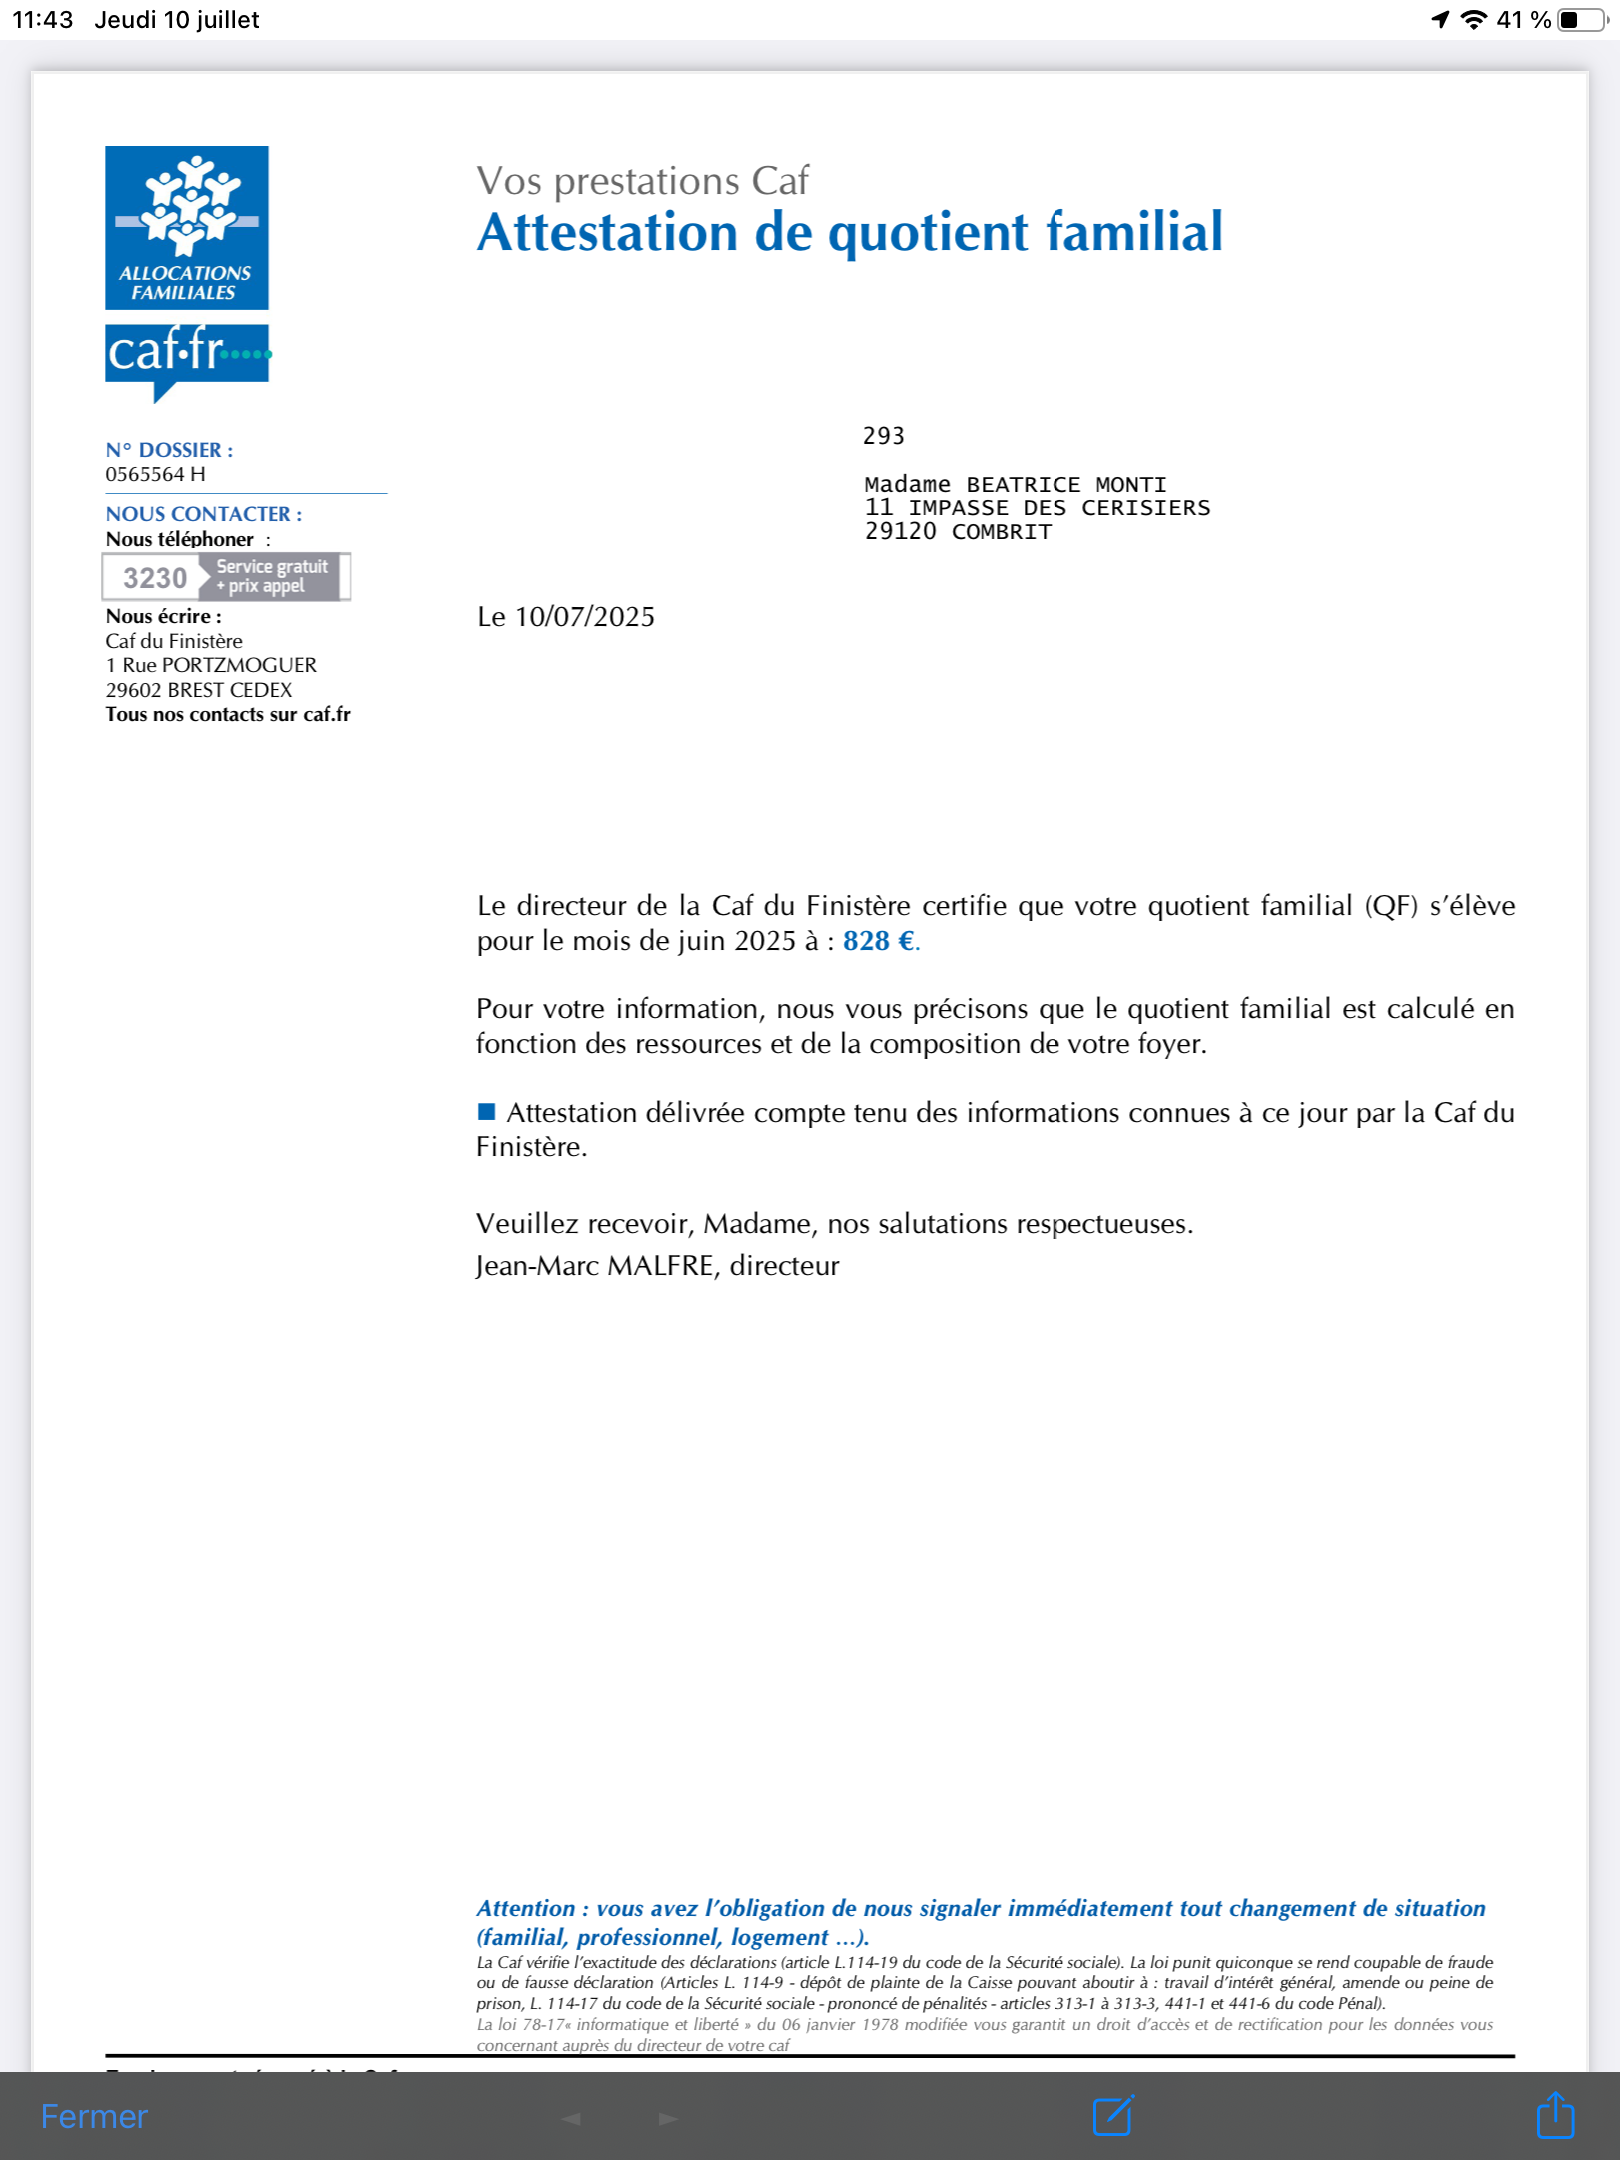 11:43 Jeudi 10 juillet
41 %
Vos prestations Caf
Attestation de quotient familial
ALLOCATIONS
FAMILIALES
caf.fr
N° DOSSIER :
0565564 H
NOUS CONTACTER :
Nous téléphoner :
3230 Service gratuit
+ prix appel
Nous écrire :
Caf du Finistère
1 Rue PORTZMOGUER
29602 BREST CEDEX
Tous nos contacts sur caf.fr
293
Madame BEATRICE MONTI
11 IMPASSE DES CERISIERS
29120 COMBRIT
Le 10/07/2025
Le directeur de la Caf du Finistère certifie que votre quotient familial (QF) s’élève
pour le mois de juin 2025 à : 828 €.
Pour votre information, nous vous précisons que le quotient familial est calculé en
fonction des ressources et de la composition de votre foyer.
■ Attestation délivrée compte tenu des informations connues à ce jour par la Caf du
Finistère.
Veuillez recevoir, Madame, nos salutations respectueuses.
Jean-Marc MALFRE, directeur
Attention : vous avez l’obligation de nous signaler immédiatement tout changement de situation
(familial, professionnel, logement ...).
La Caf vérifie l’exactitude des déclarations (article L.114-19 du code de la Sécurité sociale). La loi punit quiconque se rend coupable de fraude
ou de fausse déclaration (Articles L. 114-9 - dépôt de plainte de la Caisse pouvant aboutir à : travail d’intérêt général, amende ou peine de
prison, L. 114-17 du code de la Sécurité sociale - prononcé de pénalités - articles 313-1 à 313-3, 441-1 et 441-6 du code Pénal).
La loi 78-17« informatique et liberté » du 06 janvier 1978 modifiée vous garantit un droit d’accès et de rectification pour les données vous
concernant auprès du directeur de votre caf
Fermer